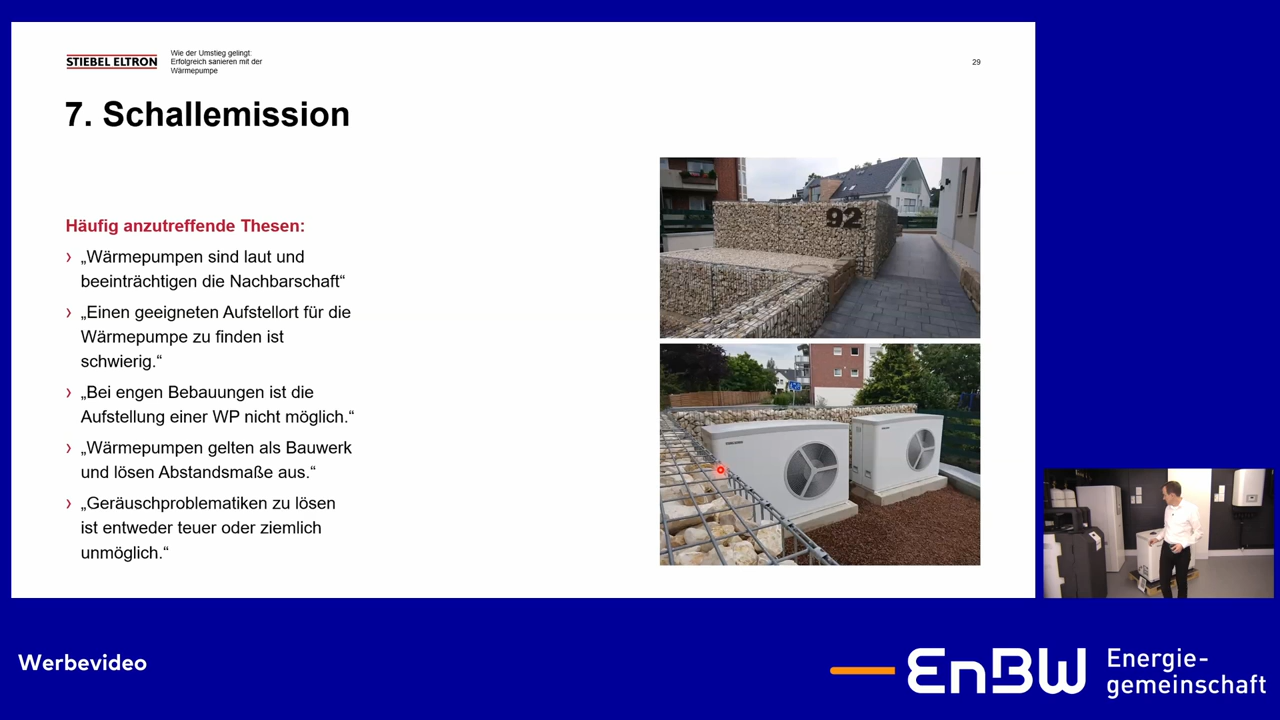 STIEBEL ELTRON
Wie der Umstieg gelingt:
Erfolgreich sanieren mit der
Wärmepumpe
29
7. Schallemission
Häufig anzutreffende Thesen:
› „Wärmepumpen sind laut und
beeinträchtigen die Nachbarschaft“
› „Einen geeigneten Aufstellort für die
Wärmepumpe zu finden ist
schwierig.“
› „Bei engen Bebauungen ist die
Aufstellung einer WP nicht möglich.“
› „Wärmepumpen gelten als Bauwerk
und lösen Abstandsmaße aus.“
› „Geräuschproblematiken zu lösen
ist entweder teuer oder ziemlich
unmöglich.“
92
Werbevideo
EnBW
Energie-
gemeinschaft